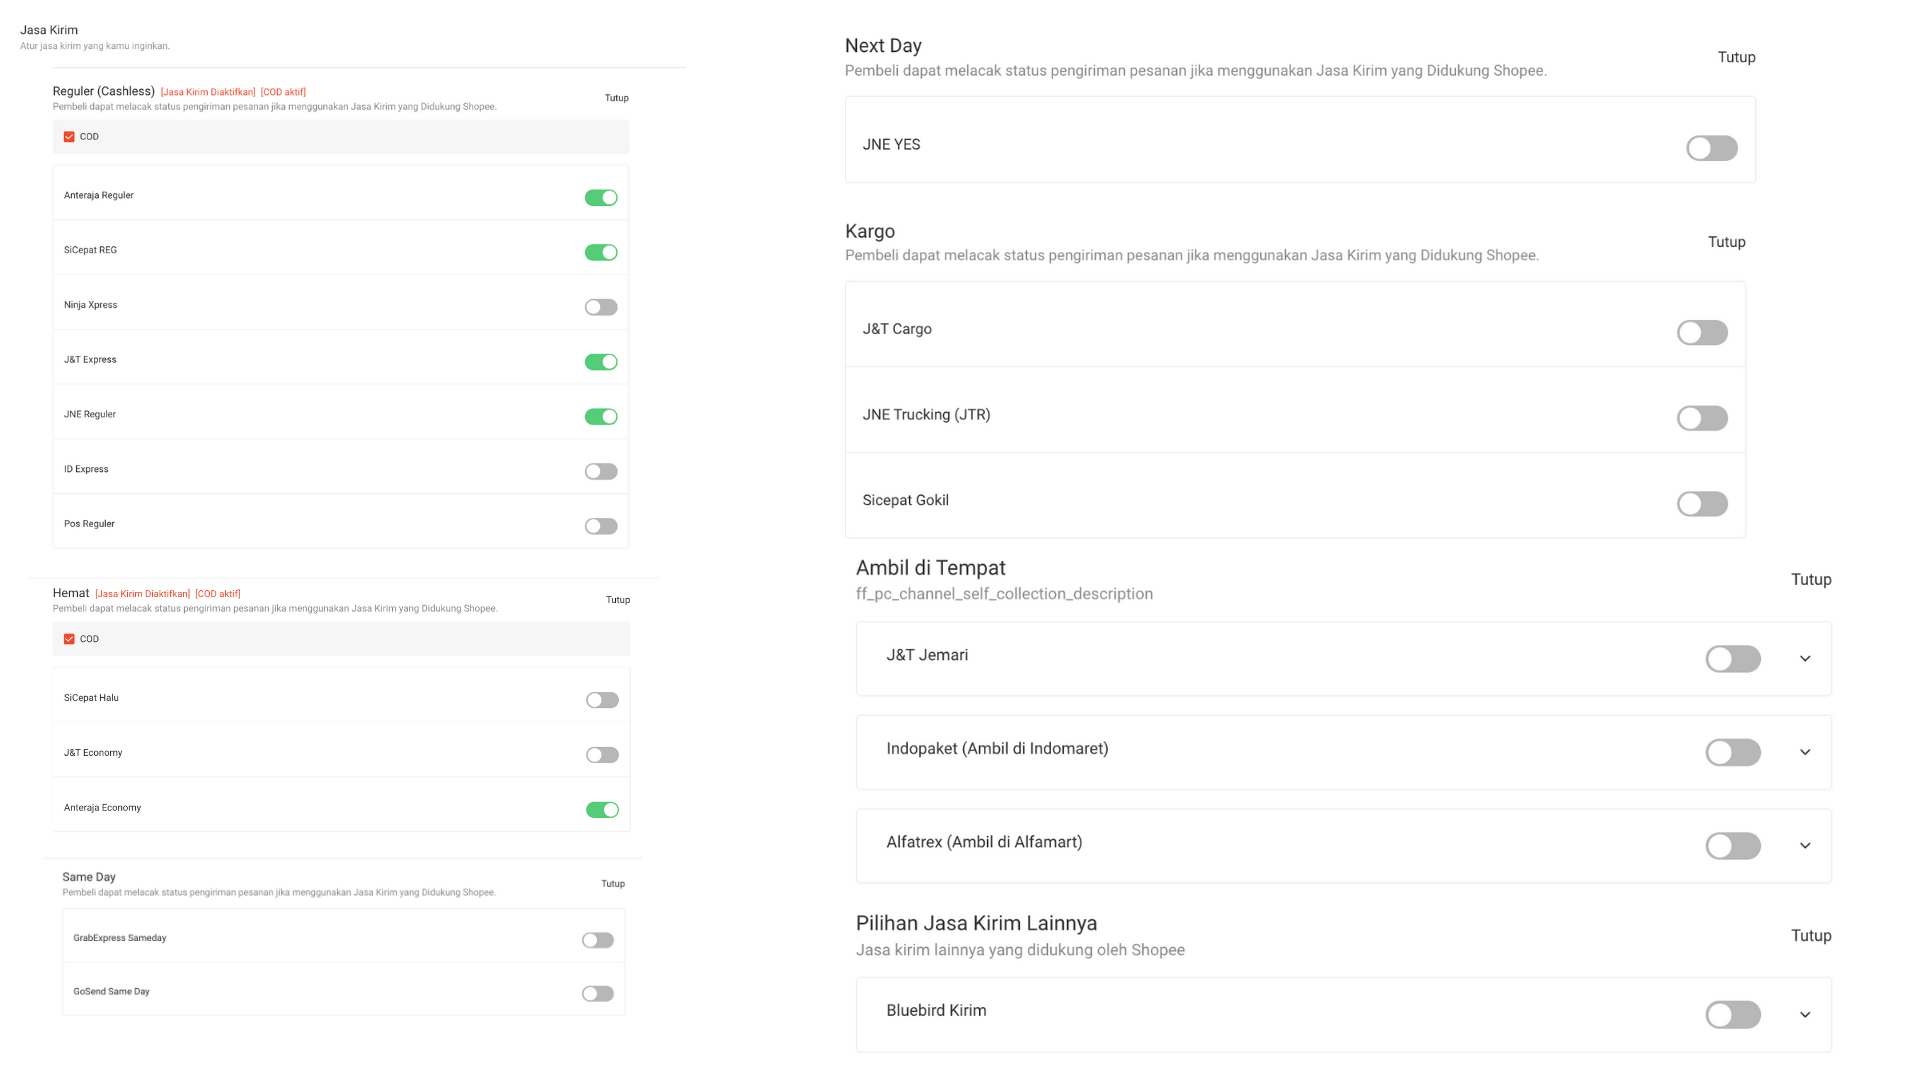 Jasa Kirim
Atur jasa kirim yang kamu inginkan.
Reguler (Cashless) [Jasa Kirim Diaktifkan] [COD aktif]
Pembeli dapat melacak status pengiriman pesanan jika menggunakan Jasa Kirim yang Didukung Shopee.
Tutup
COD
Anteraja Reguler
SiCepat REG
Ninja Xpress
J&T Express
JNE Reguler
ID Express
Pos Reguler
Hemat [Jasa Kirim Diaktifkan] [COD aktif]
Pembeli dapat melacak status pengiriman pesanan jika menggunakan Jasa Kirim yang Didukung Shopee.
Tutup
COD
SiCepat Halu
J&T Economy
Anteraja Economy
Same Day
Pembeli dapat melacak status pengiriman pesanan jika menggunakan Jasa Kirim yang Didukung Shopee.
Tutup
GrabExpress Sameday
GoSend Same Day
Next Day
Pembeli dapat melacak status pengiriman pesanan jika menggunakan Jasa Kirim yang Didukung Shopee.
Tutup
JNE YES
Kargo
Pembeli dapat melacak status pengiriman pesanan jika menggunakan Jasa Kirim yang Didukung Shopee.
Tutup
J&T Cargo
JNE Trucking (JTR)
Sicepat Gokil
Ambil di Tempat
ff_pc_channel_self_collection_description
Tutup
J&T Jemari
Indopaket (Ambil di Indomaret)
Alfatrex (Ambil di Alfamart)
Pilihan Jasa Kirim Lainnya
Jasa kirim lainnya yang didukung oleh Shopee
Tutup
Bluebird Kirim